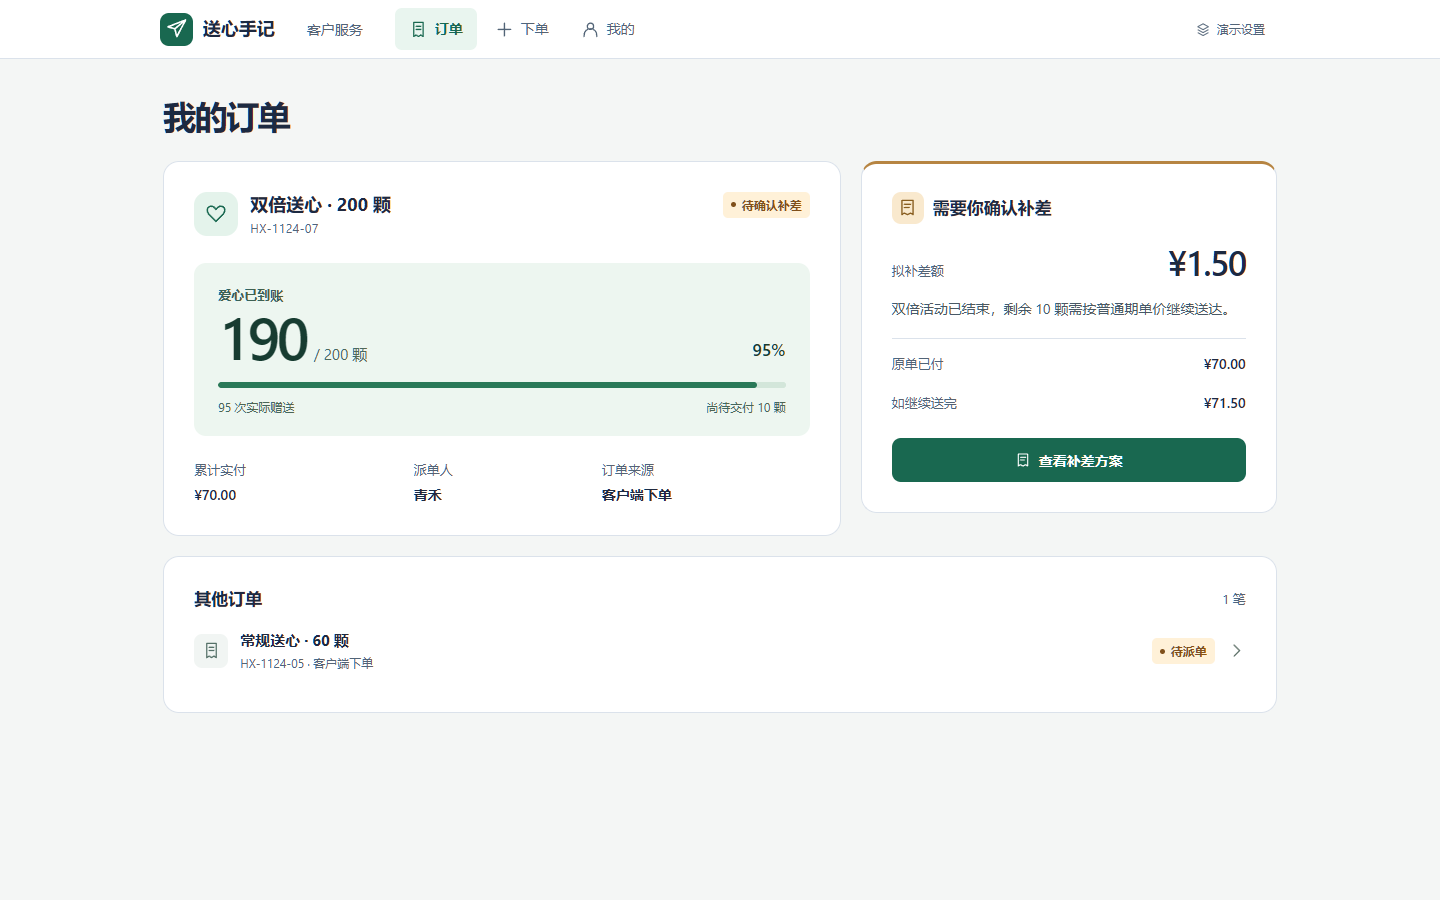 送心手记
客户服务
订单
下单
我的
演示设置
我的订单
双倍送心 · 200 颗
HX-1124-07
待确认补差
爱心已到账
190 / 200 颗
95%
95 次实际赠送
尚待交付 10 颗
累计实付
¥70.00
派单人
青禾
订单来源
客户端下单
需要你确认补差
拟补差额
¥1.50
双倍活动已结束，剩余 10 颗需按普通期单价继续送达。
原单已付
¥70.00
如继续送完
¥71.50
查看补差方案
其他订单
1 笔
常规送心 · 60 颗
HX-1124-05 · 客户端下单
待派单